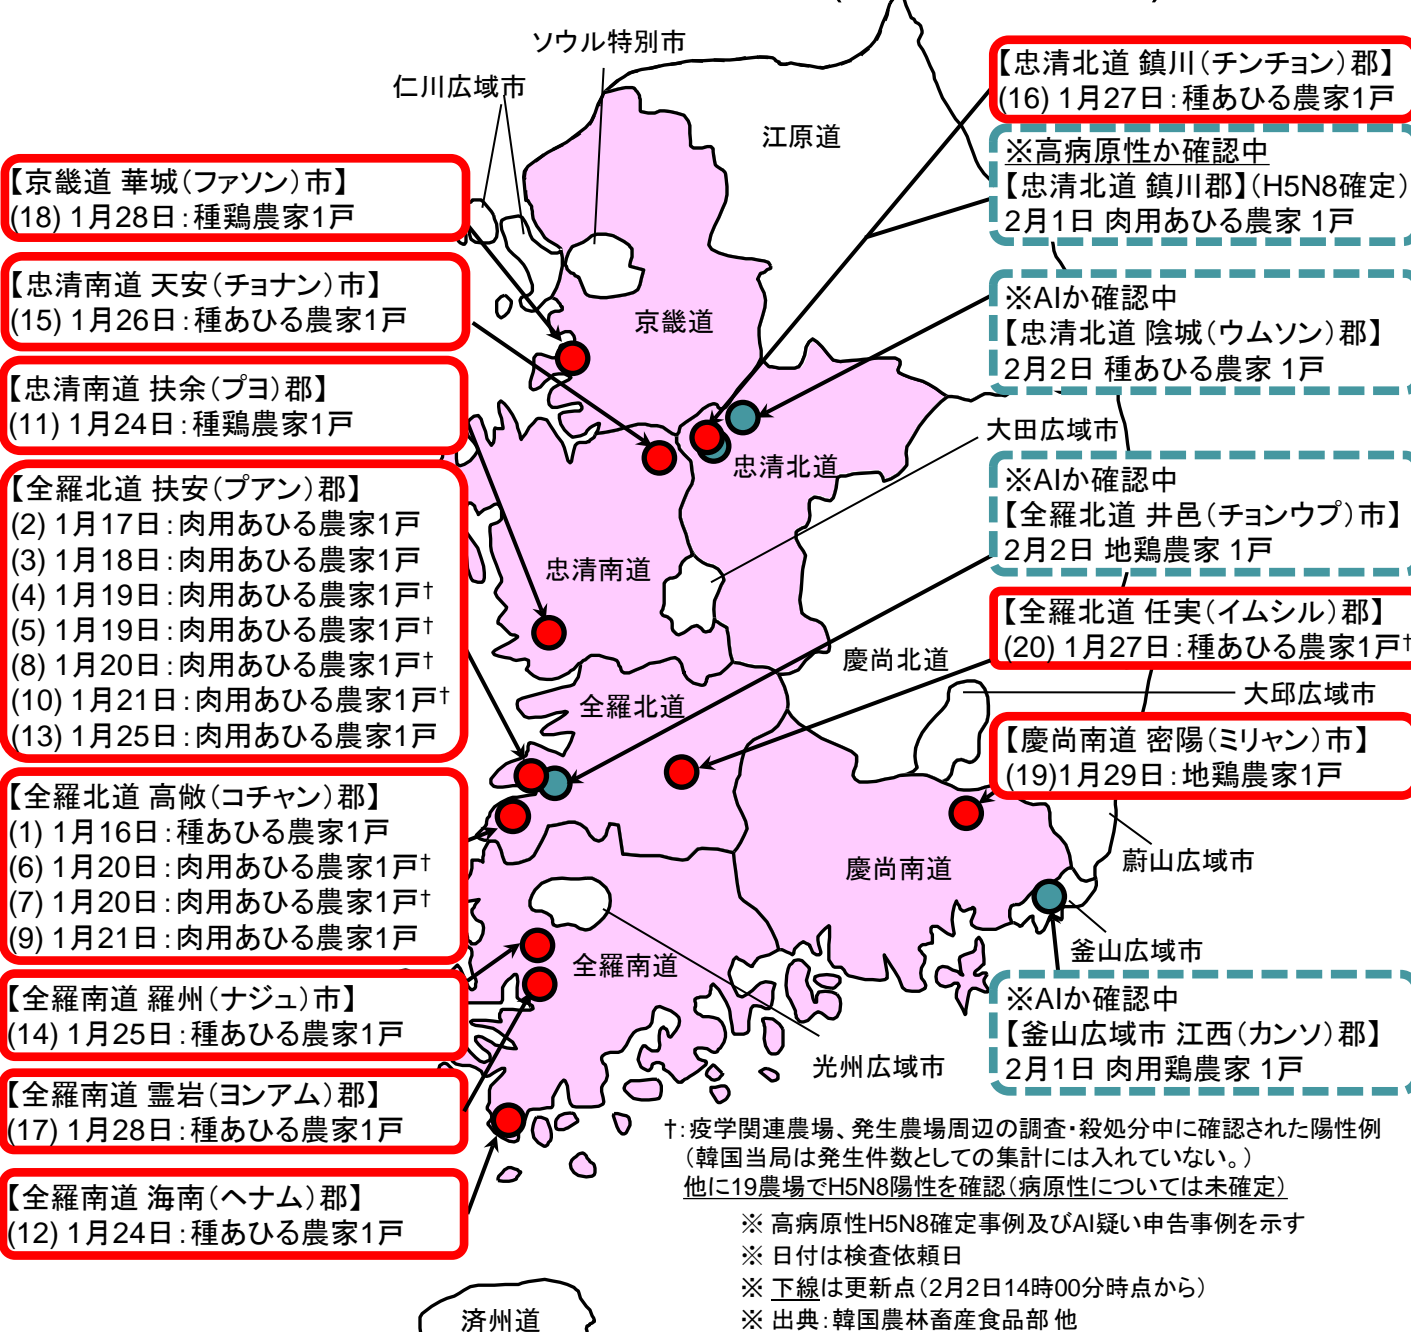 ソウル特別市
仁川広域市
江原道
京畿道
【京畿道 華城(ファソン)市】
(18) 1月28日:種鶏農家1戸
【忠清南道 天安(チョナン)市】
(15) 1月26日:種あひる農家1戸
【忠清南道 扶余(プヨ)郡】
(11) 1月24日:種鶏農家1戸
【全羅北道 扶安(プアン)郡】
(2) 1月17日:肉用あひる農家1戸
(3) 1月18日:肉用あひる農家1戸
(4) 1月19日:肉用あひる農家1戸†
(5) 1月19日:肉用あひる農家1戸†
(8) 1月20日:肉用あひる農家1戸†
(10) 1月21日:肉用あひる農家1戸†
(13) 1月25日:肉用あひる農家1戸
【全羅北道 高敞(コチャン)郡】
(1) 1月16日:種あひる農家1戸
(6) 1月20日:肉用あひる農家1戸†
(7) 1月20日:肉用あひる農家1戸†
(9) 1月21日:肉用あひる農家1戸
【全羅南道 羅州(ナジュ)市】
(14) 1月25日:種あひる農家1戸
【全羅南道 霊岩(ヨンアム)郡】
(17) 1月28日:種あひる農家1戸
【全羅南道 海南(ヘナム)郡】
(12) 1月24日:種あひる農家1戸
【忠清北道 鎮川(チンチョン)郡】
(16) 1月27日:種あひる農家1戸
※高病原性か確認中
【忠清北道 鎮川郡】(H5N8確定)
2月1日 肉用あひる農家 1戸
※AIか確認中
【忠清北道 陰城(ウムソン)郡】
2月2日 種あひる農家 1戸
大田広域市
忠清北道
※AIか確認中
【全羅北道 井邑(チョンウプ)市】
2月2日 地鶏農家 1戸
忠清南道
【全羅北道 任実(イムシル)郡】
(20) 1月27日:種あひる農家1戸†
慶尚北道
大邱広域市
全羅北道
【慶尚南道 密陽(ミリャン)市】
(19)1月29日:地鶏農家1戸
慶尚南道
蔚山広域市
釜山広域市
全羅南道
※AIか確認中
【釜山広域市 江西(カンソ)郡】
2月1日 肉用鶏農家 1戸
光州広域市
†:疫学関連農場、発生農場周辺の調査・殺処分中に確認された陽性例
(韓国当局は発生件数としての集計には入れていない。)
他に19農場でH5N8陽性を確認(病原性については未確定)
※ 高病原性H5N8確定事例及びAI疑い申告事例を示す
※ 日付は検査依頼日
※ 下線は更新点(2月2日14時00分時点から)
※ 出典:韓国農林畜産食品部 他
済州道